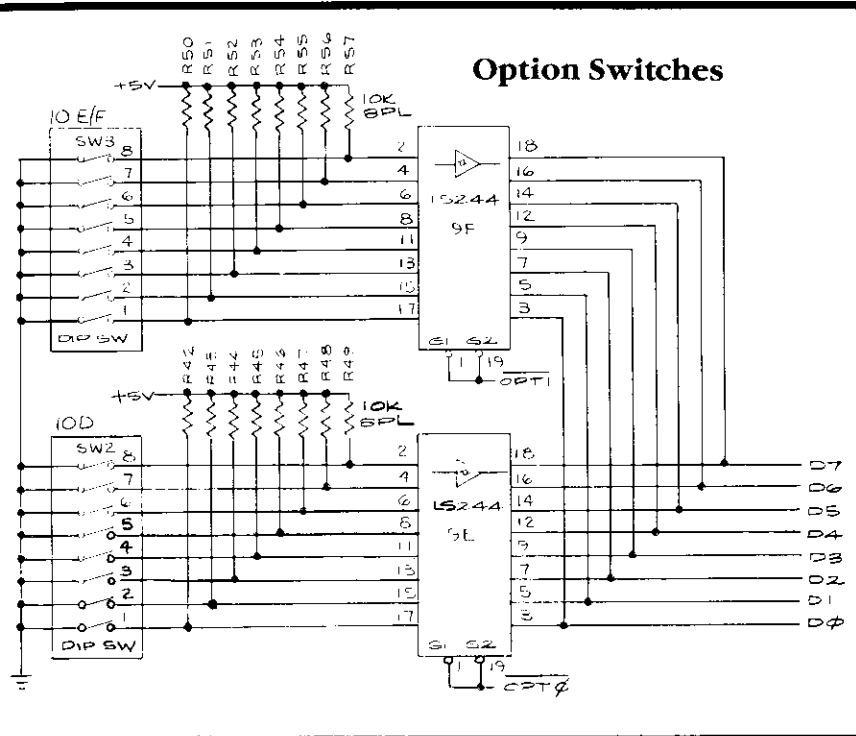 Option Switches
R50 R51 R52 R53 R54 R55 R56 R57
+5V
10K
8PL
10 E/F
SW3
8
7
6
5
4
3
2
1
DIP SW
2
4
6
8
11
13
15
17
LS244
9F
G1 G2
1 19
OPT1
18
16
14
12
9
7
5
3
R42 R43 R44 R45 R46 R47 R48 R49
+5V
10K
8PL
10D
SW2
8
7
6
5
4
3
2
1
DIP SW
2
4
6
8
11
13
15
17
LS244
G1 G2
1 19
OPTØ
18
16
14
12
9
7
5
3
D7
D6
D5
D4
D3
D2
D1
DØ